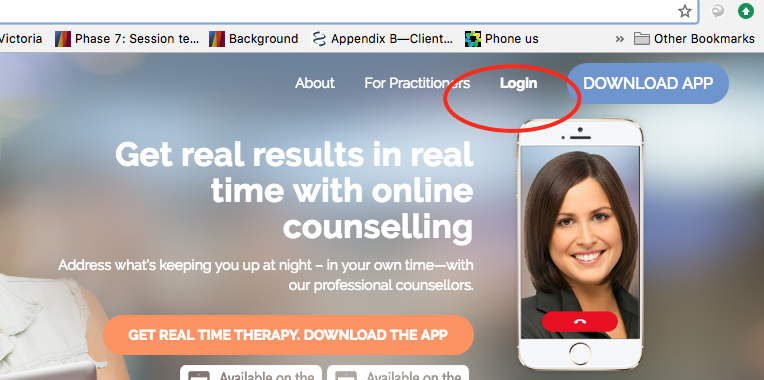 Victoria Phase 7: Session te... Background Appendix B—Client... Phone us » Other Bookmarks
About For Practitioners Login DOWNLOAD APP
Get real results in real
time with online
counselling
Address what's keeping you up at night – in your own time—with
our professional counsellors.
GET REAL TIME THERAPY. DOWNLOAD THE APP
Available on the Available on the